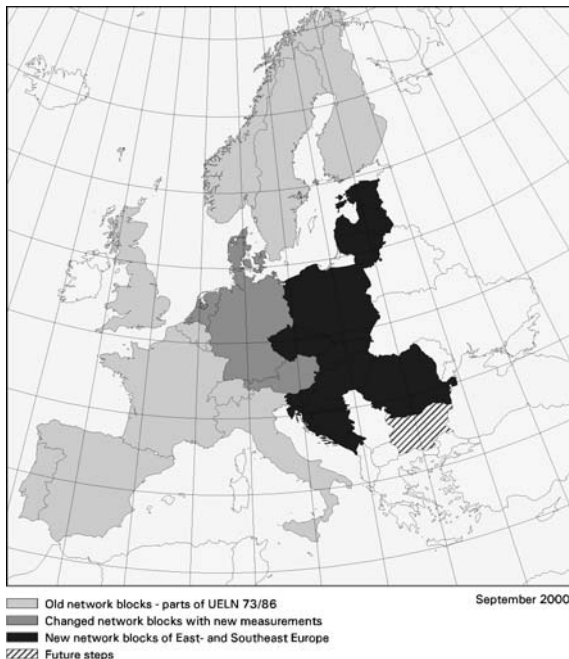 September 2000
Old network blocks - parts of UELN 73/86
Changed network blocks with new measurements
New network blocks of East- and Southeast Europe
Future steps